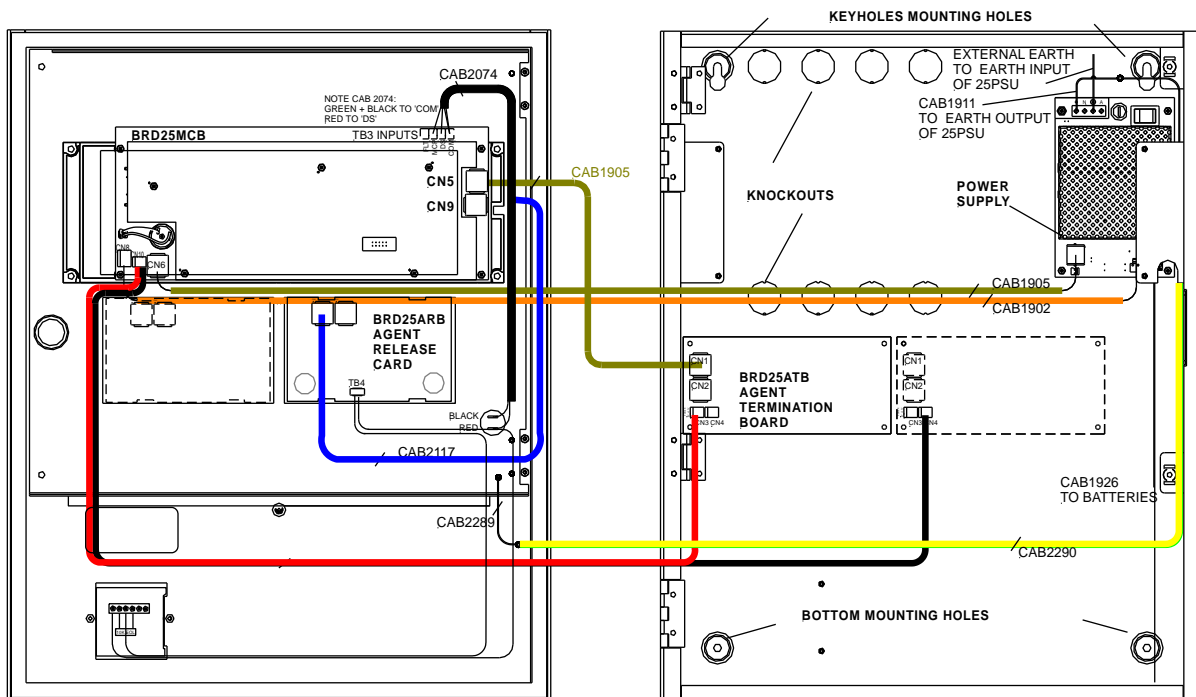 KEYHOLES MOUNTING HOLES
EXTERNAL EARTH
TO EARTH INPUT
OF 25PSU
CAB1911
TO EARTH OUTPUT
OF 25PSU
CAB2074
NOTE CAB 2074:
GREEN + BLACK TO 'COM'
RED TO 'DS'
TB3 INPUTS
BRD25MCB
CN5
CN9
CN8
CN6
CAB1905
KNOCKOUTS
POWER
SUPPLY
CAB1905
CAB1902
BRD25ARB
AGENT
RELEASE
CARD
TB4
BLACK
RED
CAB2117
CN1
CN2
CN3 CN4
BRD25ATB
AGENT
TERMINATION
BOARD
CN1
CN2
CN3 CN4
CAB1926
TO BATTERIES
CAB2289
CAB2290
BOTTOM MOUNTING HOLES